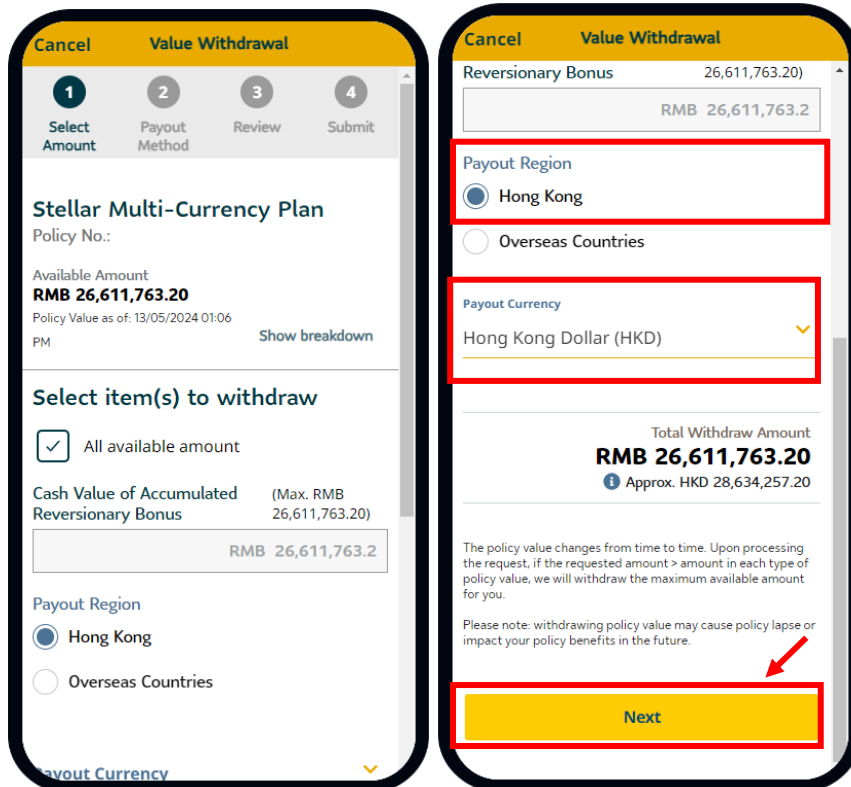 Cancel Value Withdrawal
1 2 3 4
Select Amount Payout Method Review Submit
Stellar Multi-Currency Plan
Policy No.:
Available Amount
RMB 26,611,763.20
Policy Value as of: 13/05/2024 01:06
PM
Show breakdown
Select item(s) to withdraw
All available amount
Cash Value of Accumulated
Reversionary Bonus
(Max. RMB
26,611,763.20)
RMB 26,611,763.2
Payout Region
Hong Kong
Overseas Countries
Payout Currency
Cancel Value Withdrawal
Reversionary Bonus 26,611,763.20)
RMB 26,611,763.2
Payout Region
Hong Kong
Overseas Countries
Payout Currency
Hong Kong Dollar (HKD)
Total Withdraw Amount
RMB 26,611,763.20
Approx. HKD 28,634,257.20
The policy value changes from time to time. Upon processing
the request, if the requested amount > amount in each type of
policy value, we will withdraw the maximum available amount
for you.
Please note: withdrawing policy value may cause policy lapse or
impact your policy benefits in the future.
Next